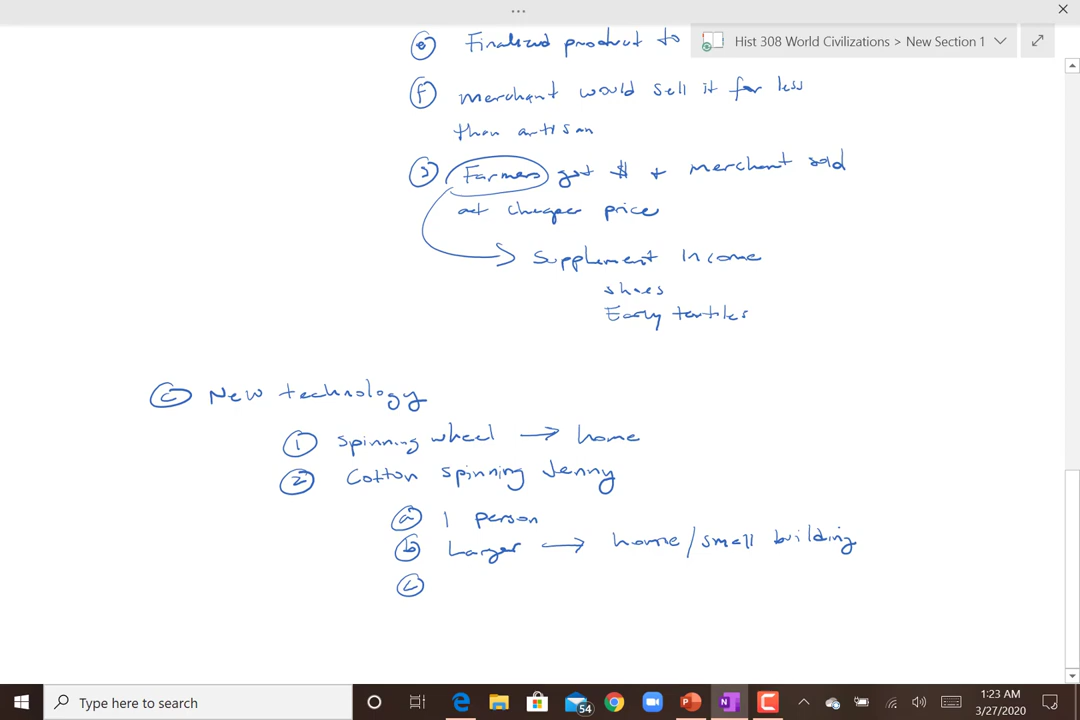 Hist 308 World Civilizations > New Section 1
(e) Finalized product to
(f) merchant would sell it for less
than artisan
(g) Farmers got $ + merchant sold
at cheaper price
Supplement Income
shoes
Early textiles
(c) New technology
(1) spinning wheel → home
(2) Cotton spinning Jenny
(a) 1 person
(b) Larger → home/small building
(c)
Type here to search
54
1:23 AM
3/27/2020